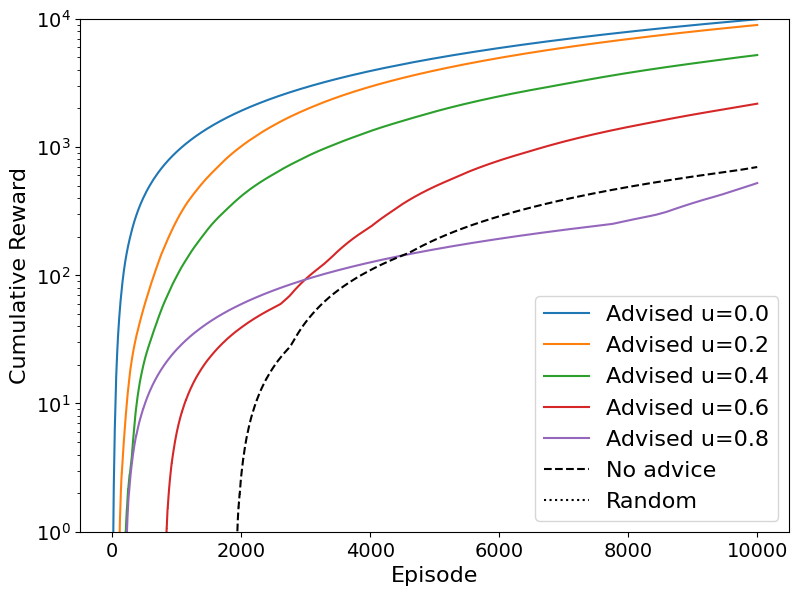 10^4
10^3
10^2
10^1
10^0
Cumulative Reward
Advised u=0.0
Advised u=0.2
Advised u=0.4
Advised u=0.6
Advised u=0.8
No advice
Random
0 2000 4000 6000 8000 10000
Episode